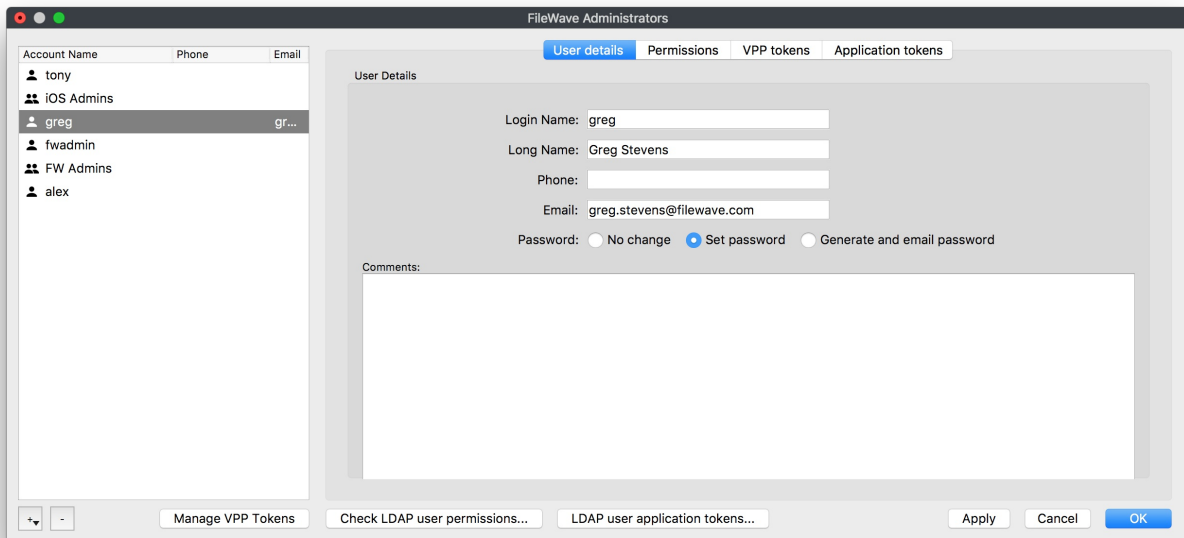 FileWave Administrators
Account Name Phone Email
tony
iOS Admins
greg gr...
fwadmin
FW Admins
alex
User details Permissions VPP tokens Application tokens
User Details
Login Name: greg
Long Name: Greg Stevens
Phone:
Email: greg.stevens@filewave.com
Password: No change Set password Generate and email password
Comments:
+ - Manage VPP Tokens Check LDAP user permissions... LDAP user application tokens... Apply Cancel OK